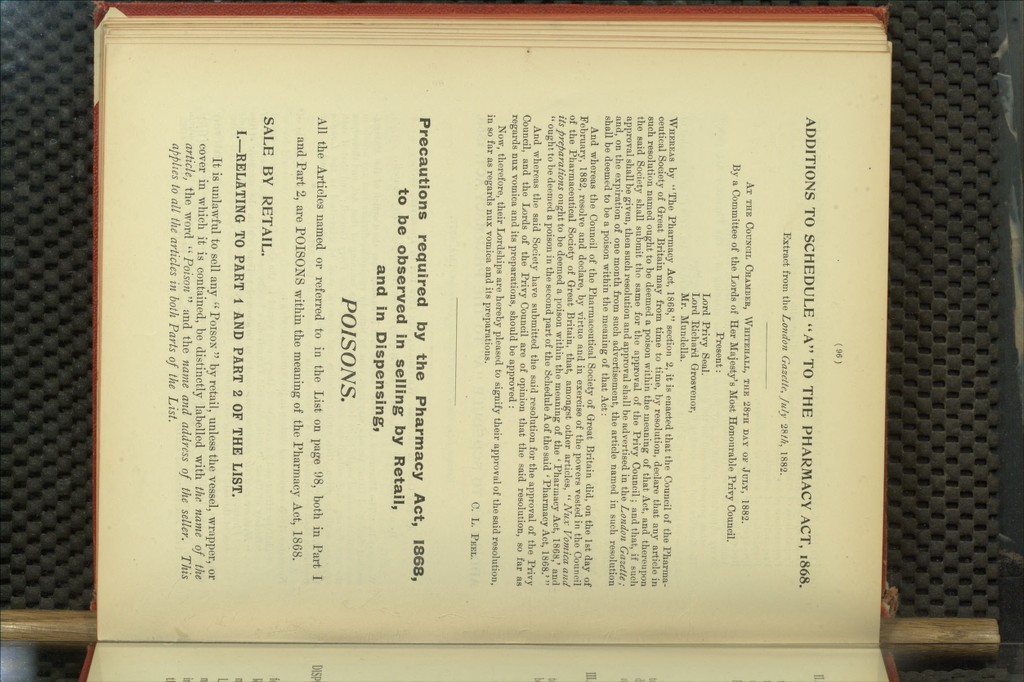 ( 96 )
ADDITIONS TO SCHEDULE "A" TO THE PHARMACY ACT, 1868.
Extract from the London Gazette, July 28th, 1882.
AT THE COUNCIL CHAMBER, WHITEHALL, THE 28TH DAY OF JULY, 1882.
By a Committee of the Lords of Her Majesty's Most Honourable Privy Council.
Present:
Lord Privy Seal.
Lord Richard Grosvenor,
Mr. Mundella.
WHEREAS by "The Pharmacy Act, 1868," section 2, it is enacted that the Council of the Pharma-
ceutical Society of Great Britain may from time to time, by resolution, declare that any article in
such resolution named ought to be deemed a poison within the meaning of that Act, and thereupon
the said Society shall submit the same for the approval of the Privy Council; and that, if such
approval shall be given, then such resolution and approval shall be advertised in the London Gazette;
and, on the expiration of one month from such advertisement, the article named in such resolution
shall be deemed to be a poison within the meaning of that Act:
And whereas the Council of the Pharmaceutical Society of Great Britain did, on the 1st day of
February, 1882, resolve and declare, by virtue and in exercise of the powers vested in the Council
of the Pharmaceutical Society of Great Britain, that, amongst other articles, "Nux Vomica and
its preparations ought to be deemed a poison within the meaning of the 'Pharmacy Act, 1868,' and
"ought to be deemed a poison in the second part of the Schedule A of the said 'Pharmacy Act, 1868.'"
And whereas the said Society have submitted the said resolution for the approval of the Privy
Council, and the Lords of the Privy Council are of opinion that the said resolution, so far as
regards nux vomica and its preparations, should be approved:
Now, therefore, their Lordships are hereby pleased to signify their approval of the said resolution,
in so far as regards nux vomica and its preparations.
C. L. PEEL.
Precautions required by the Pharmacy Act, 1868,
to be observed in selling by Retail,
and in Dispensing,
POISONS.
All the Articles named or referred to in the List on page 98, both in Part 1
and Part 2, are POISONS within the meaning of the Pharmacy Act, 1868.
SALE BY RETAIL.
I.—RELATING TO PART 1 AND PART 2 OF THE LIST.
It is unlawful to sell any "POISON" by retail, unless the vessel, wrapper, or
cover in which it is contained, be distinctly labelled with the name of the
article, the word "Poison" and the name and address of the seller. This
applies to all the articles in both Parts of the List.
II.
III.
DISP